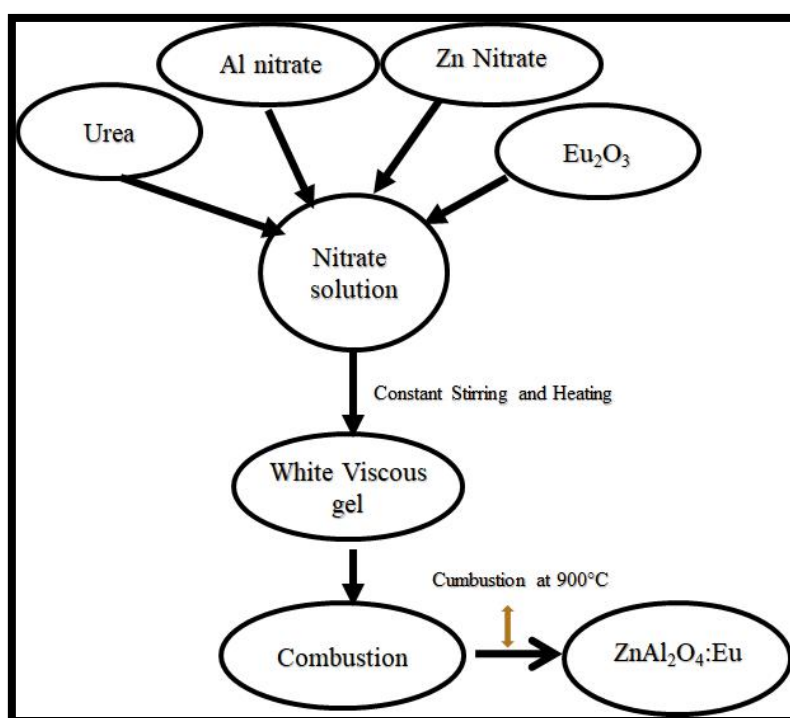 Al nitrate
Zn Nitrate
Urea
Eu₂O₃
Nitrate
solution
Constant Stirring and Heating
White Viscous
gel
Cumbustion at 900°C
Combustion
ZnAl₂O₄:Eu